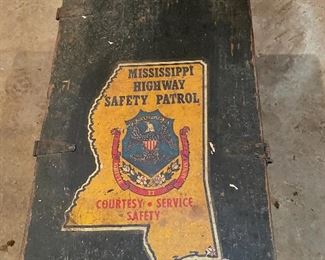 MISSISSIPPI
HIGHWAY
SAFETY PATROL
COURTESY • SERVICE
SAFETY